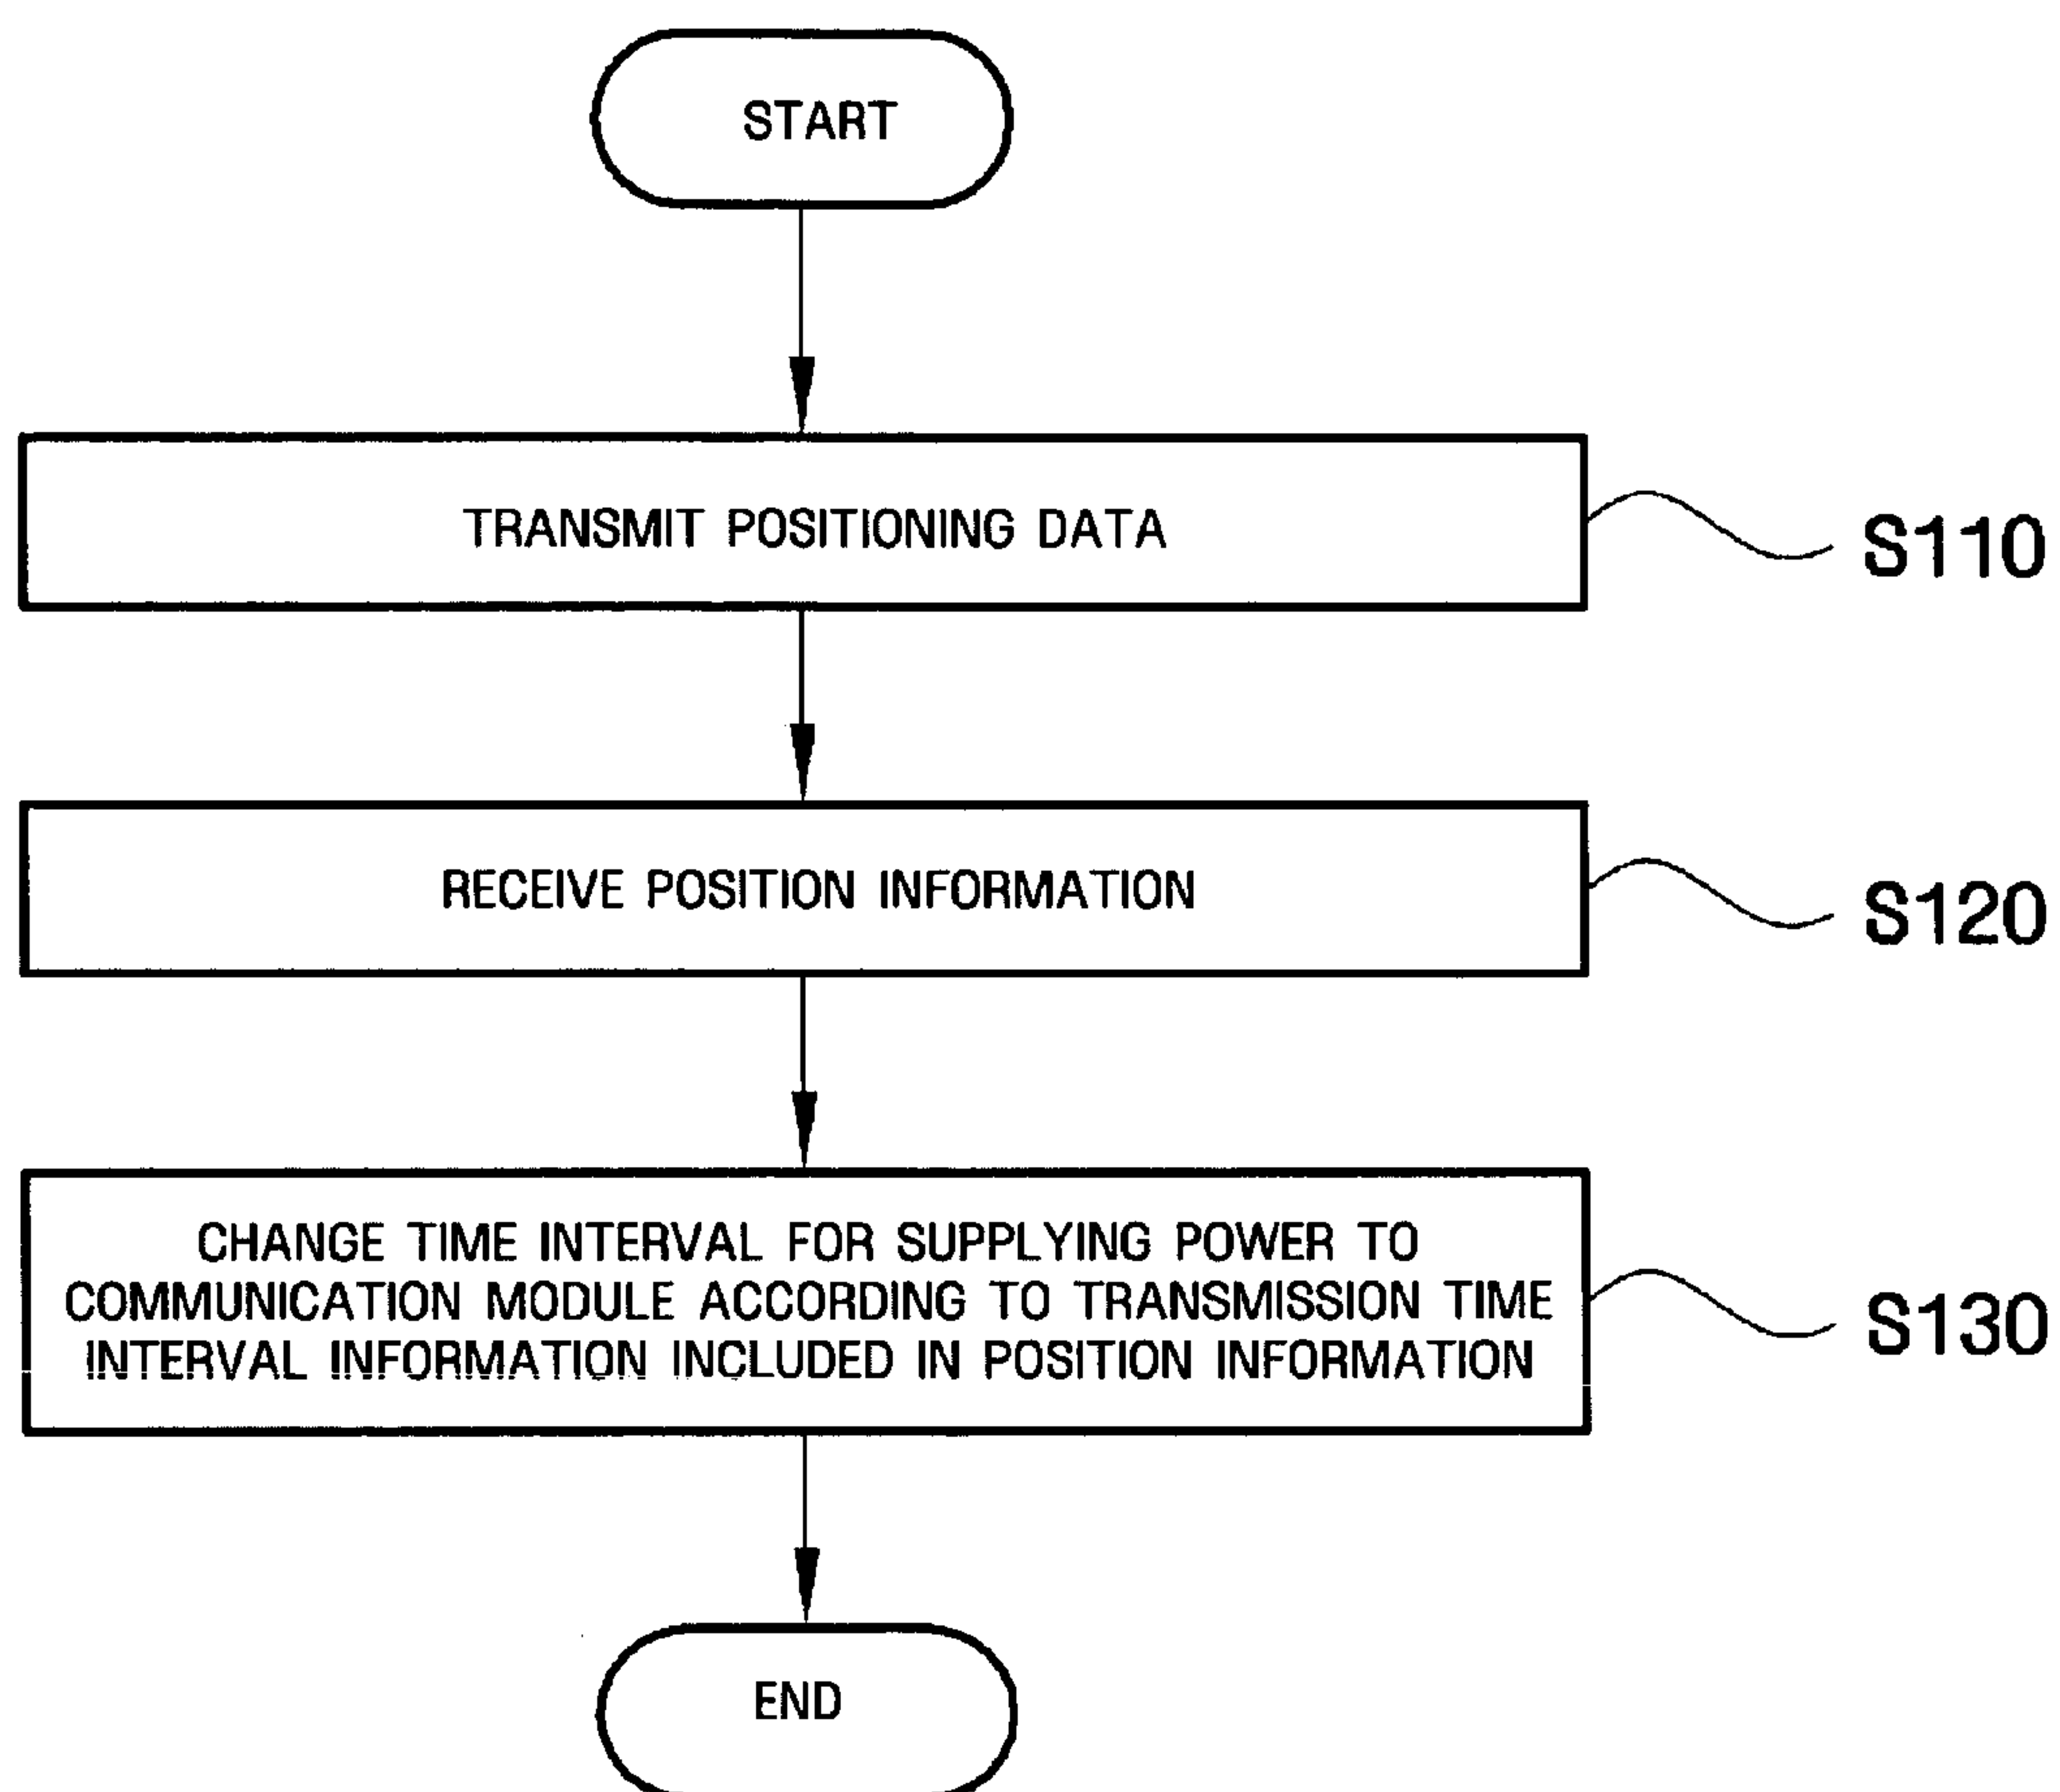 START
TRANSMIT POSITIONING DATA
S110
RECEIVE POSITION INFORMATION
S120
CHANGE TIME INTERVAL FOR SUPPLYING POWER TO
COMMUNICATION MODULE ACCORDING TO TRANSMISSION TIME
INTERVAL INFORMATION INCLUDED IN POSITION INFORMATION
S130
END